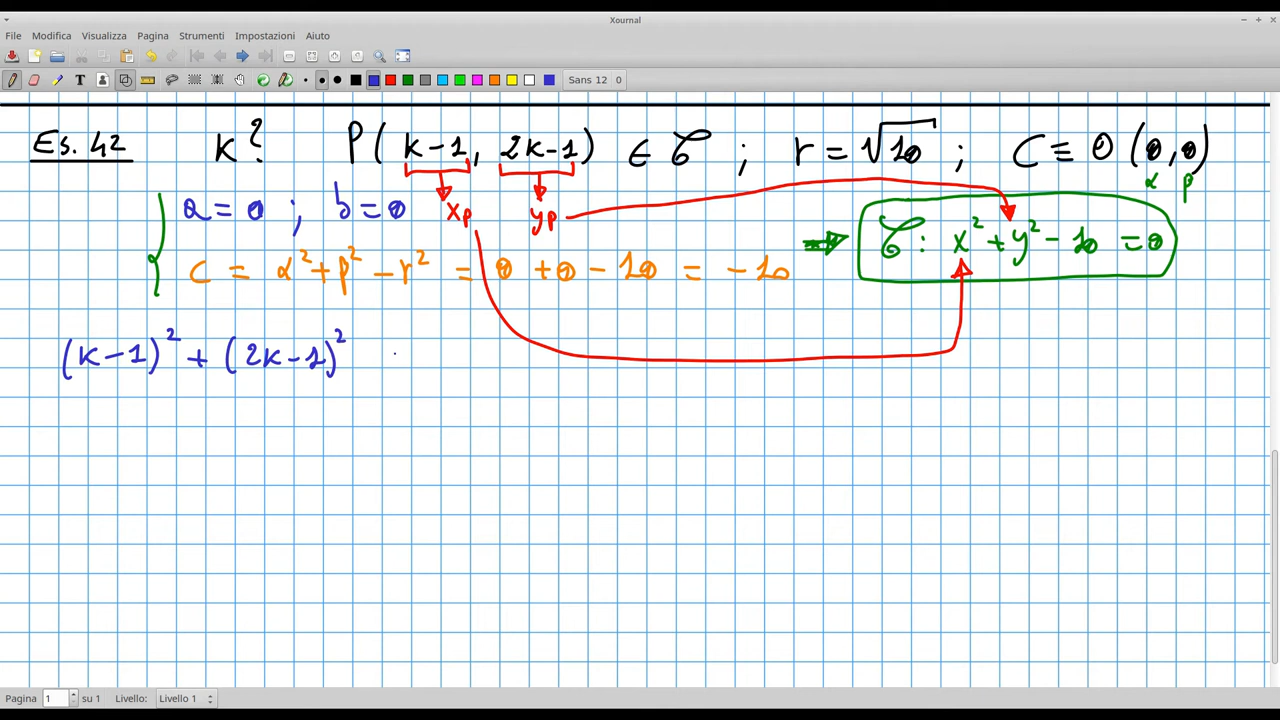 Xournal
File Modifica Visualizza Pagina Strumenti Impostazioni Aiuto
Sans 12 0
Es. 42 k? P(k-1, 2k-1) ∈ 𝒞 ; r = √10 ; C ≡ O (0,0)
α β
a = 0 ; b = 0 xp yp
⇒ 𝒞: x² + y² - 10 = 0
c = α² + β² - r² = 0 + 0 - 10 = -10
(k-1)² + (2k-1)²
Pagina 1 su 1 Livello: Livello 1